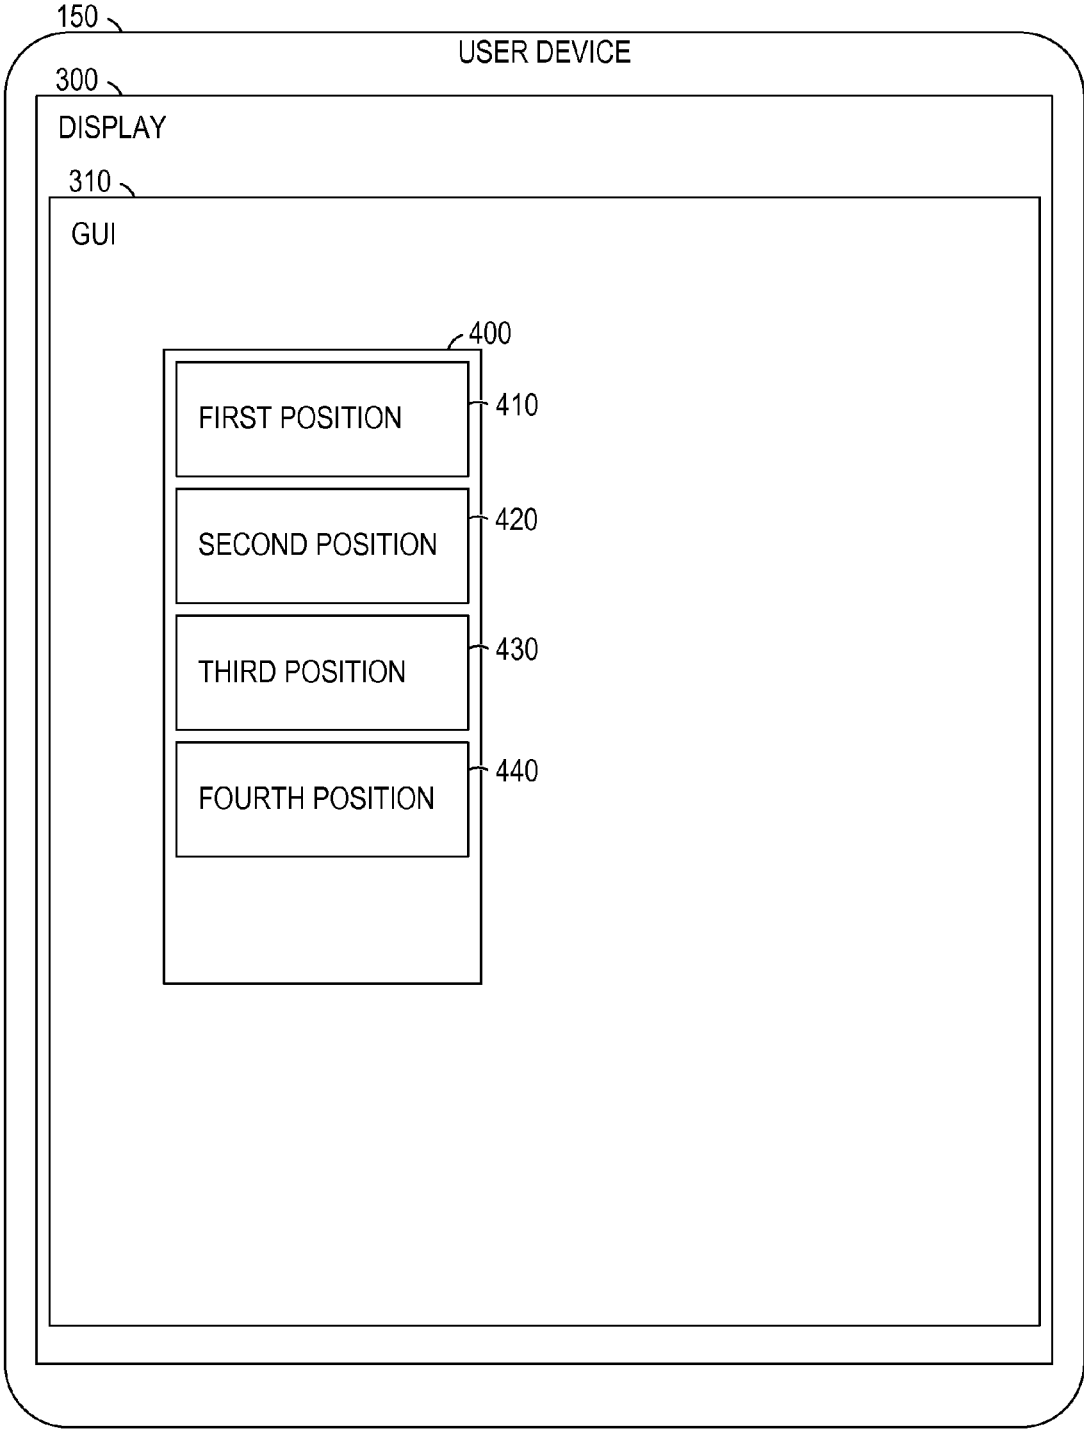 150
USER DEVICE
300
DISPLAY
310
GUI
400
FIRST POSITION
410
SECOND POSITION
420
THIRD POSITION
430
FOURTH POSITION
440